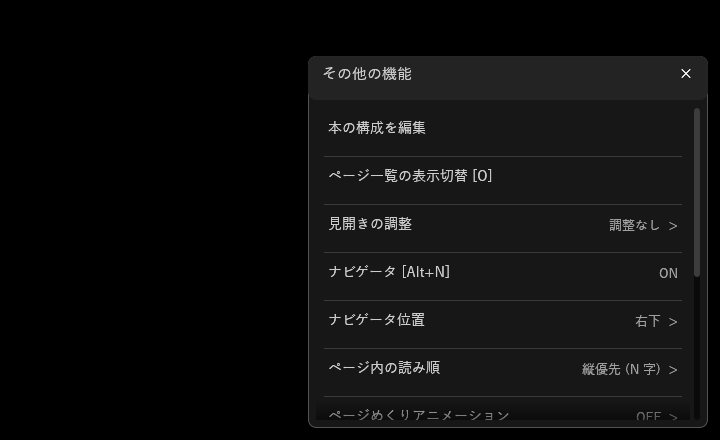 その他の機能 ×
本の構成を編集
ページ一覧の表示切替 [O]
見開きの調整 調整なし >
ナビゲータ [Alt+N] ON
ナビゲータ位置 右下 >
ページ内の読み順 縦優先 (N 字) >
ページめくりアニメーション OFF >